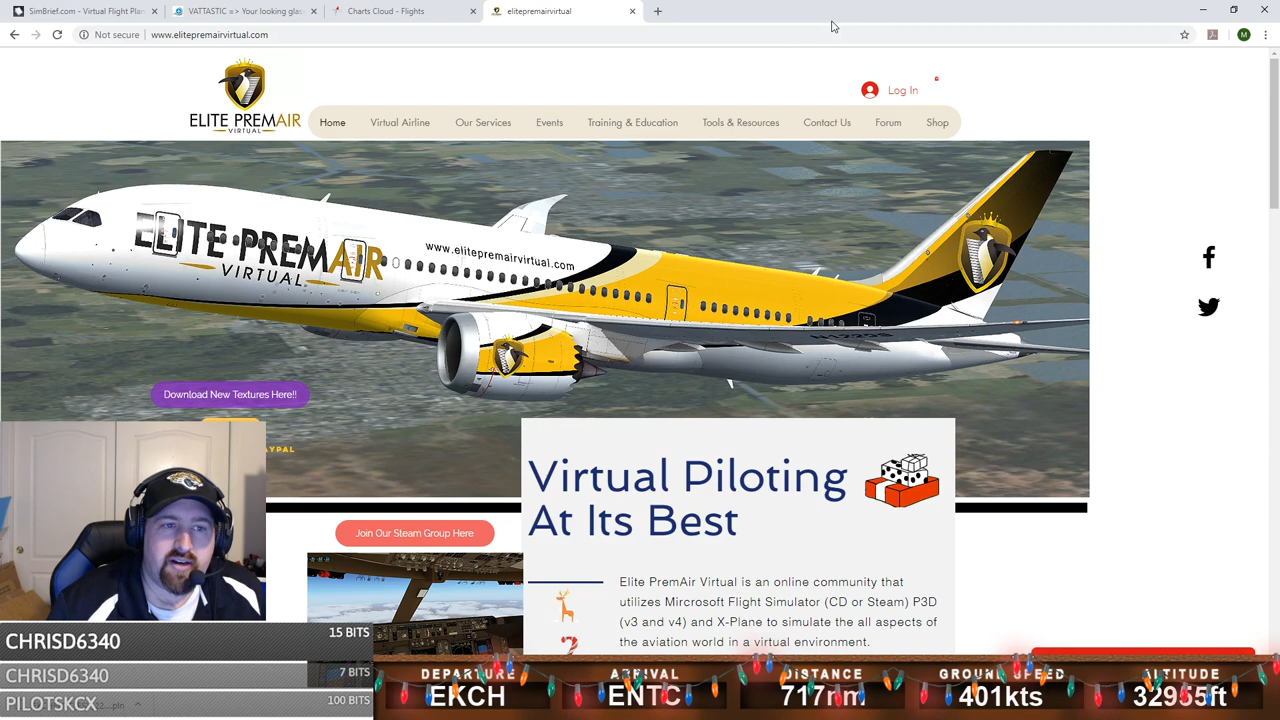 SimBrief.com - Virtual Flight Plan
VATTASTIC => Your looking glas
Charts Cloud - Flights
elitepremairvirtual
Not secure
www.elitepremairvirtual.com
M
ELITE PREMAIR
VIRTUAL
Log In
Home
Virtual Airline
Our Services
Events
Training & Education
Tools & Resources
Contact Us
Forum
Shop
ELITE PREMAIR
VIRTUAL
www.elitepremairvirtual.com
Download New Textures Here!!
AYPAL
Join Our Steam Group Here
Virtual Piloting
At Its Best
Elite PremAir Virtual is an online community that
utilizes Mircrosoft Flight Simulator (CD or Steam) P3D
(v3 and v4) and X-Plane to simulate the all aspects of
the aviation world in a virtual environment.
CHRISD6340 15 BITS
CHRISD6340 7 BITS
PILOTSKCX 100 BITS
DEPARTURE
EKCH
ARRIVAL
ENTC
DISTANCE
717nm
GROUND SPEED
401kts
ALTITUDE
32955ft